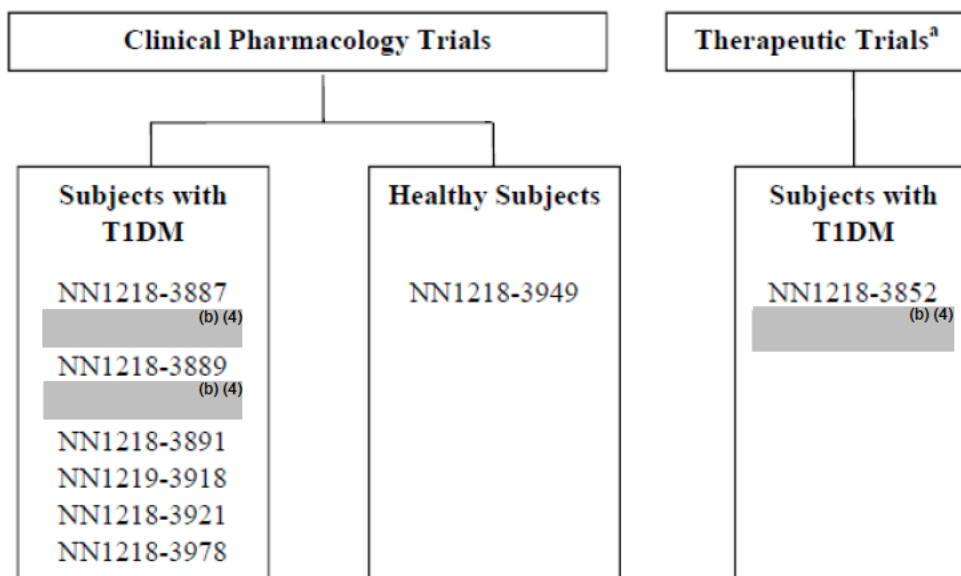 Clinical Pharmacology Trials
Therapeutic Trialsª
Subjects with
T1DM
NN1218-3887
(b) (4)
NN1218-3889
(b) (4)
NN1218-3891
NN1219-3918
NN1218-3921
NN1218-3978
Healthy Subjects
NN1218-3949
Subjects with
T1DM
NN1218-3852
(b) (4)